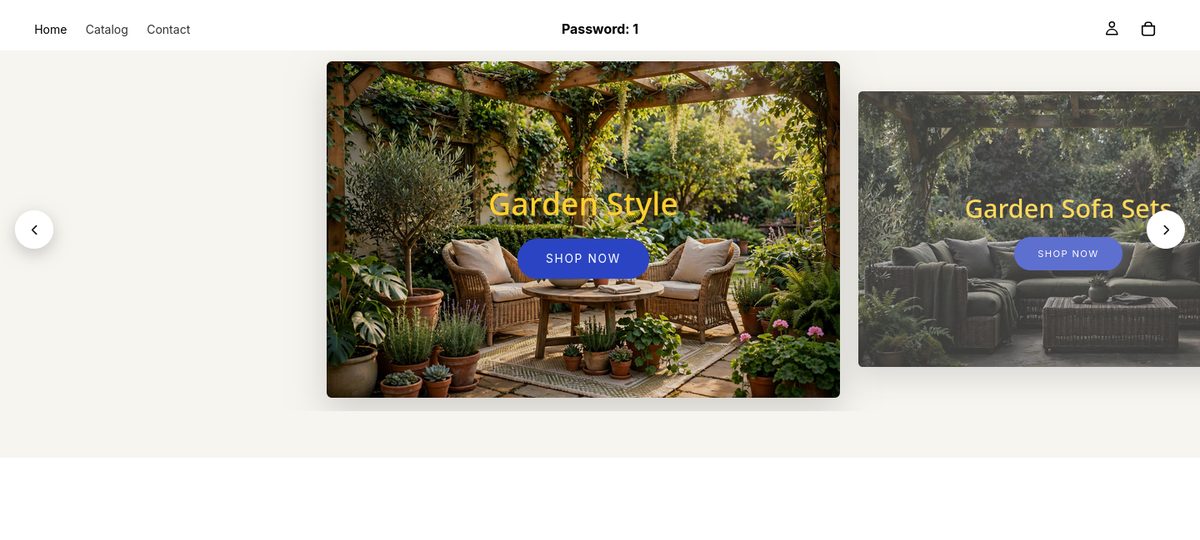 Home Catalog Contact
Password: 1
Garden Style
SHOP NOW
Garden Sofa Sets
SHOP NOW